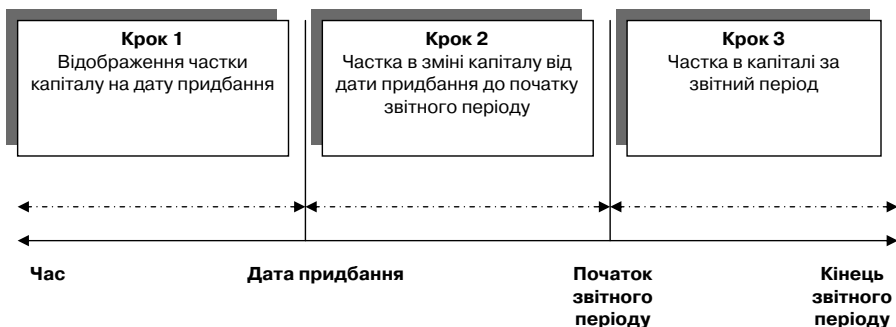 Крок 1
Відображення частки
капіталу на дату придбання
Крок 2
Частка в зміні капіталу від
дати придбання до початку
звітного періоду
Крок 3
Частка в капіталі за
звітний період
Час
Дата придбання
Початок
звітного
періоду
Кінець
звітного
періоду